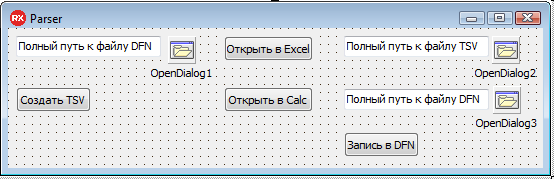 RX Parser
Полный путь к файлу DFN
Открыть в Excel
Полный путь к файлу TSV
OpenDialog1
OpenDialog2
Создать TSV
Открыть в Calc
Полный путь к файлу DFN
OpenDialog3
Запись в DFN